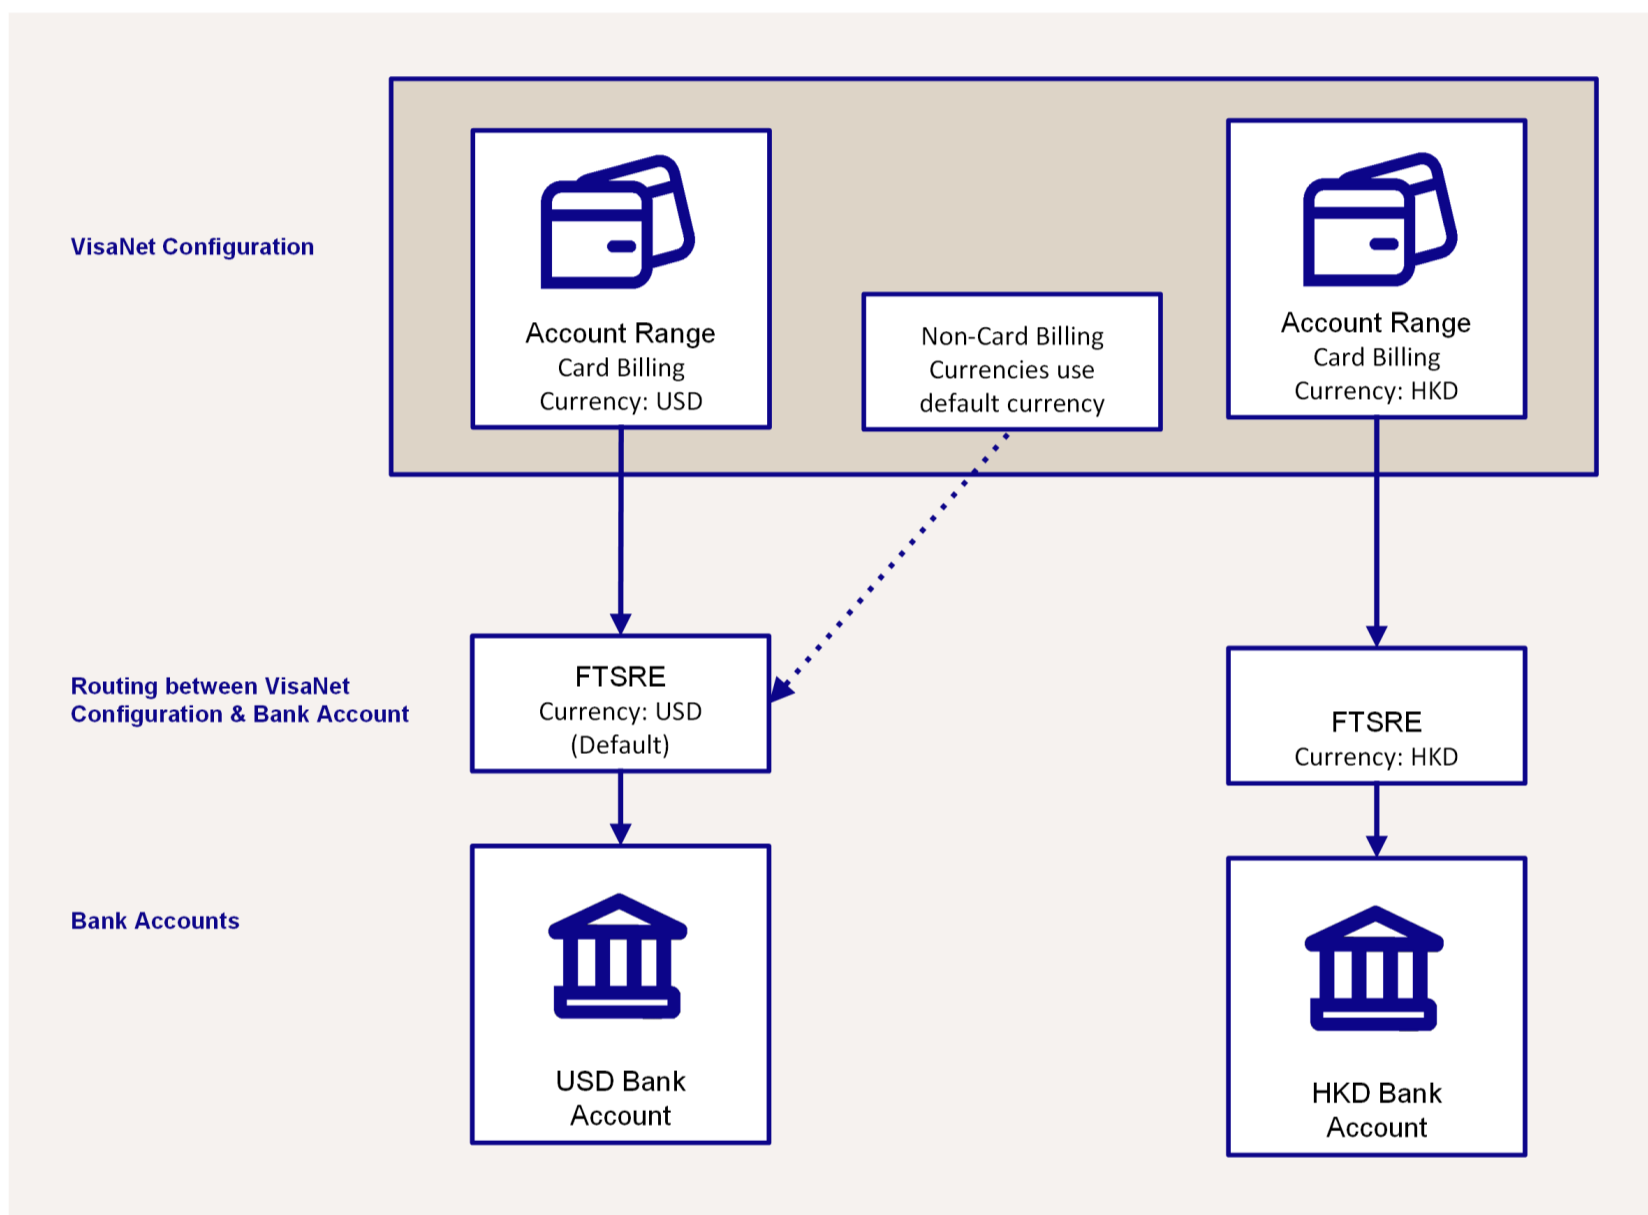 VisaNet Configuration
Account Range
Card Billing
Currency: USD
Non-Card Billing
Currencies use
default currency
Account Range
Card Billing
Currency: HKD
Routing between VisaNet
Configuration & Bank Account
FTSRE
Currency: USD
(Default)
FTSRE
Currency: HKD
Bank Accounts
USD Bank
Account
HKD Bank
Account